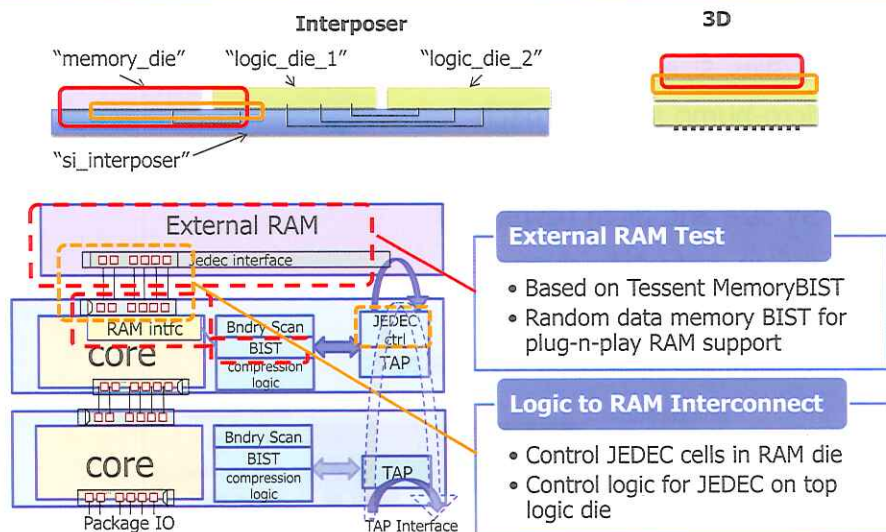 Interposer
3D
"memory_die"
"logic_die_1"
"logic_die_2"
"si_interposer"
External RAM
Jedec interface
RAM intfc
core
Bndry Scan
BIST
compression
logic
JEDEC
ctrl
TAP
core
Bndry Scan
BIST
compression
logic
TAP
Package IO
TAP Interface
External RAM Test
• Based on Tessent MemoryBIST
• Random data memory BIST for
plug-n-play RAM support
Logic to RAM Interconnect
• Control JEDEC cells in RAM die
• Control logic for JEDEC on top
logic die